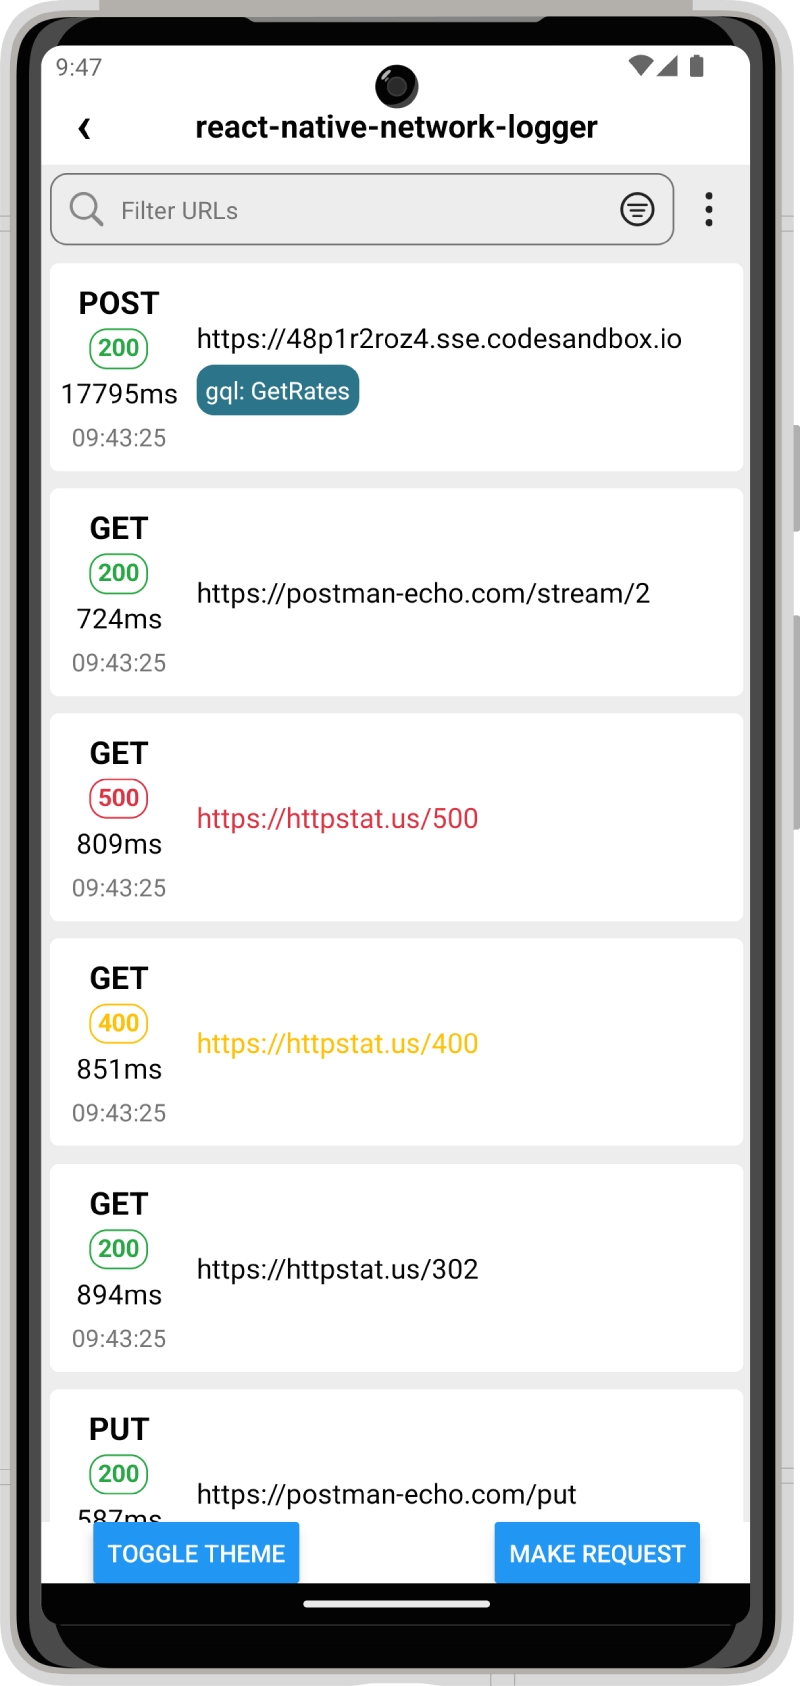 9:47
react-native-network-logger
Filter URLs
POST
200
17795ms
09:43:25
https://48p1r2roz4.sse.codesandbox.io
gql: GetRates
GET
200
724ms
09:43:25
https://postman-echo.com/stream/2
GET
500
809ms
09:43:25
https://httpstat.us/500
GET
400
851ms
09:43:25
https://httpstat.us/400
GET
200
894ms
09:43:25
https://httpstat.us/302
PUT
200
587ms
https://postman-echo.com/put
TOGGLE THEME
MAKE REQUEST